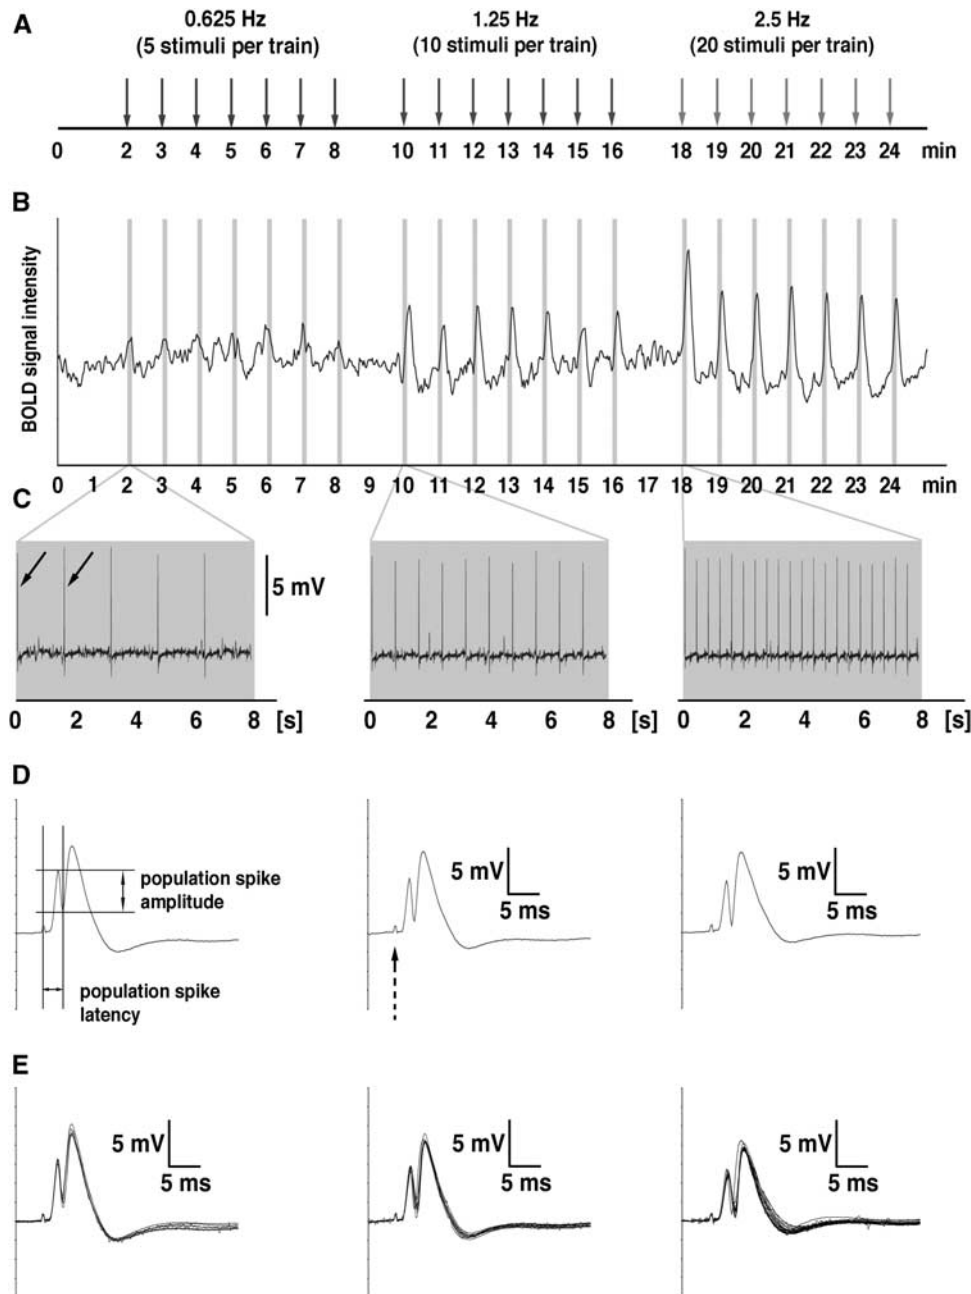 A
0.625 Hz
(5 stimuli per train)
1.25 Hz
(10 stimuli per train)
2.5 Hz
(20 stimuli per train)
0 2 3 4 5 6 7 8 10 11 12 13 14 15 16 18 19 20 21 22 23 24 min
B
BOLD signal intensity
0 1 2 3 4 5 6 7 8 9 10 11 12 13 14 15 16 17 18 19 20 21 22 23 24 min
C
5 mV
0 2 4 6 8 [s]
0 2 4 6 8 [s]
0 2 4 6 8 [s]
D
population spike
amplitude
population spike
latency
5 mV
5 ms
5 mV
5 ms
E
5 mV
5 ms
5 mV
5 ms
5 mV
5 ms